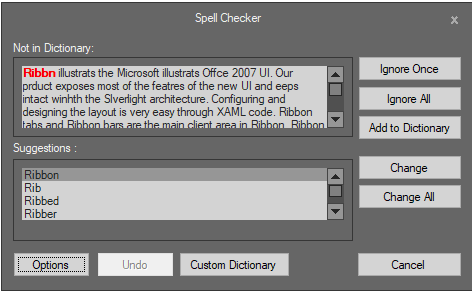 Spell Checker
x
Not in Dictionary:
Ribbn illustrats the Microsoft illustrats Offce 2007 UI. Our
prduct exposes most of the featres of the new UI and eeps
intact winhth the Slverlight architecture. Configuring and
designing the layout is very easy through XAML code. Ribbon
tabs and Ribbon bars are the main client area in Ribbon. Ribbon
Ignore Once
Ignore All
Add to Dictionary
Suggestions :
Ribbon
Rib
Ribbed
Ribber
Change
Change All
Options
Undo
Custom Dictionary
Cancel